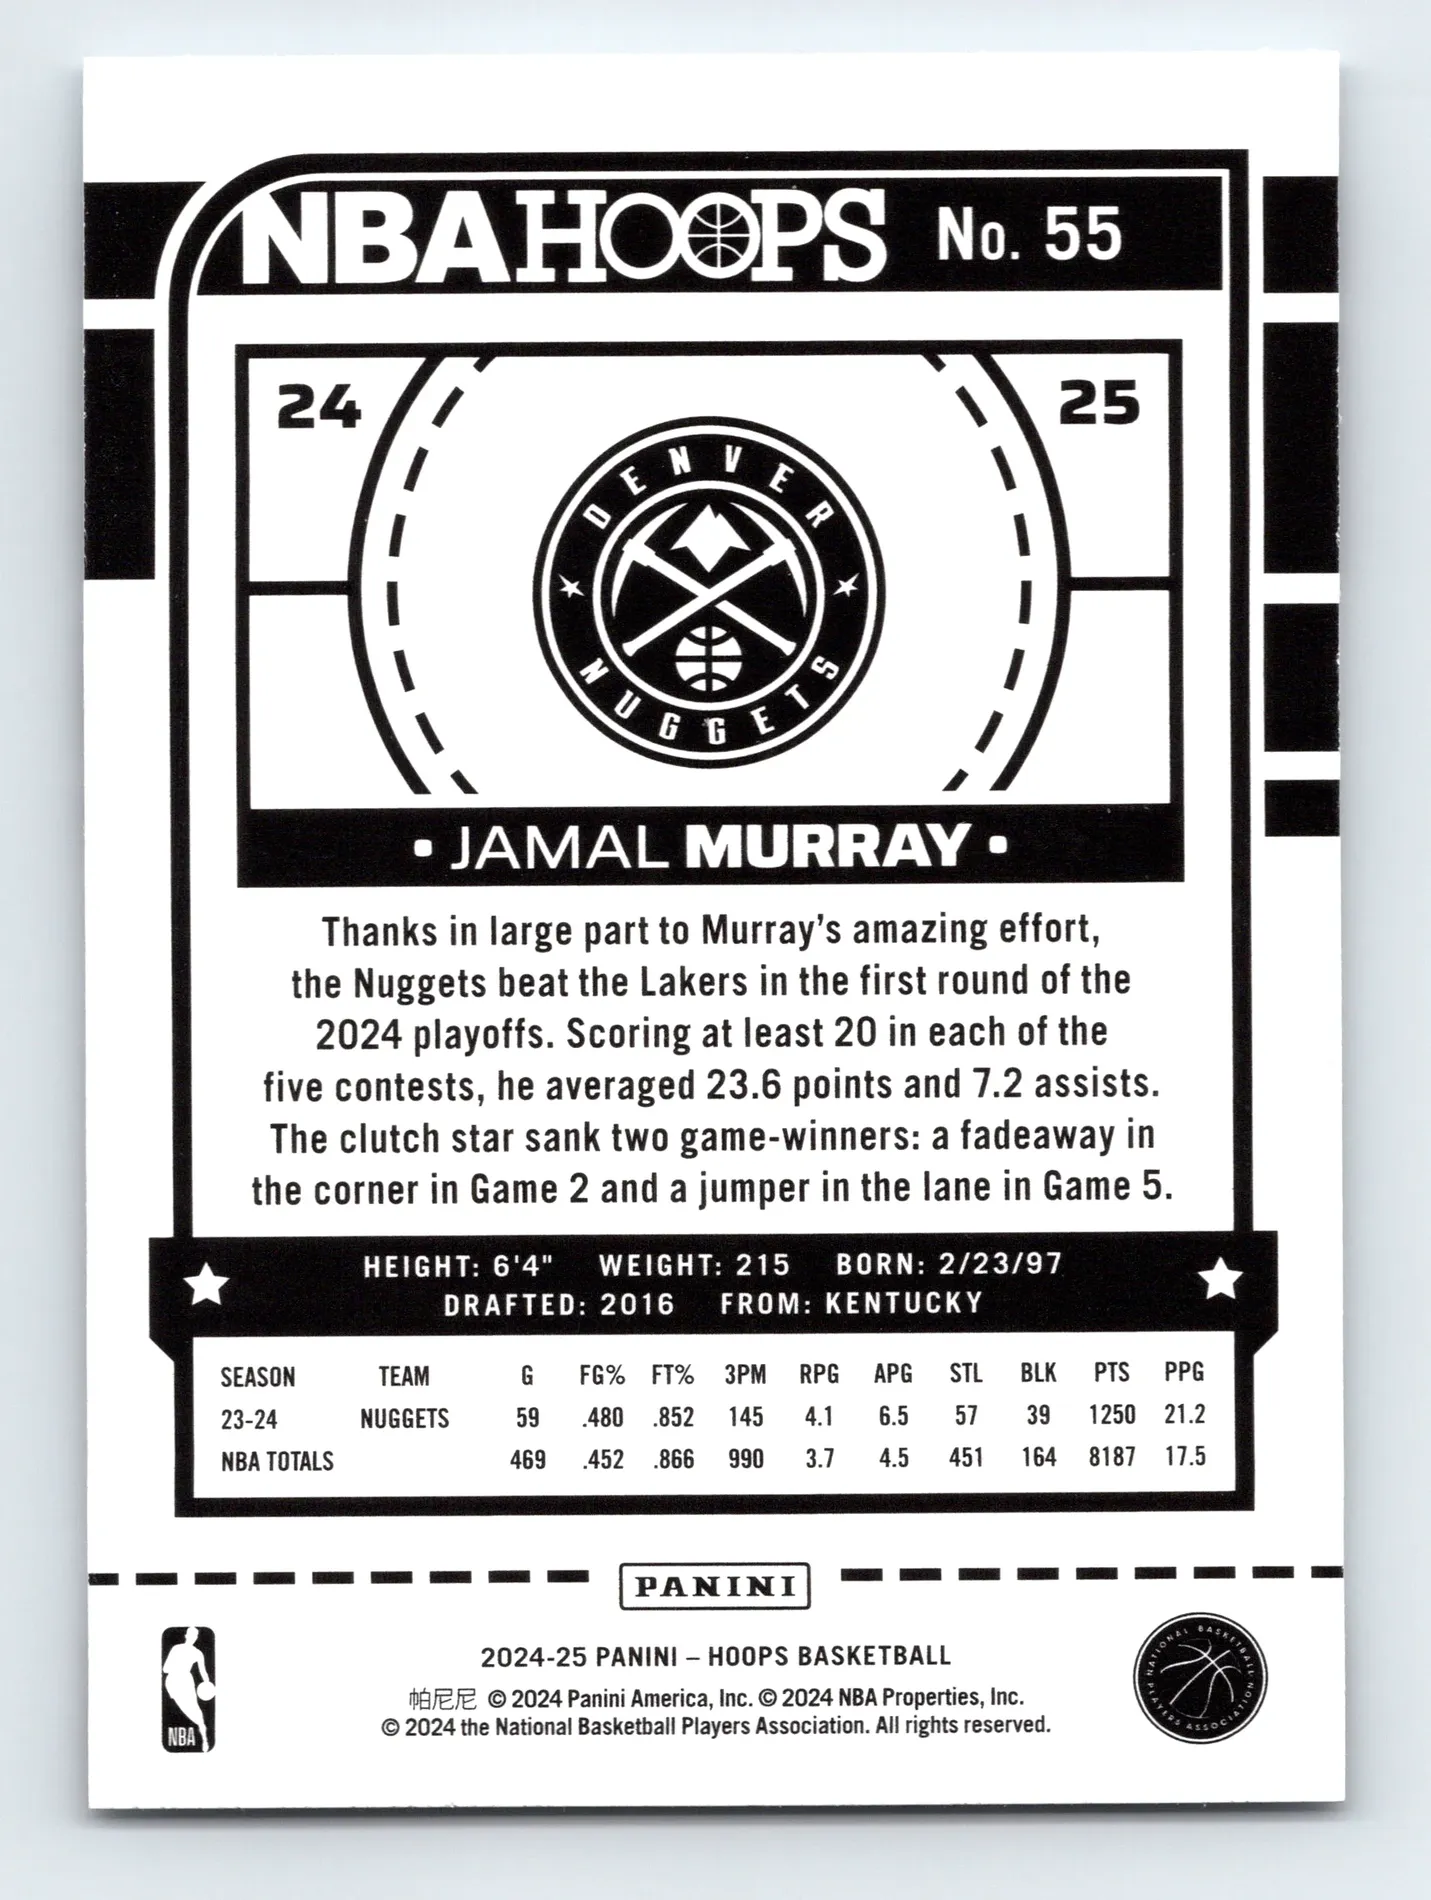 NBA HOOPS No. 55
24 25
DENVER
NUGGETS
· JAMAL MURRAY ·
Thanks in large part to Murray's amazing effort,
the Nuggets beat the Lakers in the first round of the
2024 playoffs. Scoring at least 20 in each of the
five contests, he averaged 23.6 points and 7.2 assists.
The clutch star sank two game-winners: a fadeaway in
the corner in Game 2 and a jumper in the lane in Game 5.
HEIGHT: 6'4" WEIGHT: 215 BORN: 2/23/97
DRAFTED: 2016 FROM: KENTUCKY
SEASON TEAM G FG% FT% 3PM RPG APG STL BLK PTS PPG
23-24 NUGGETS 59 .480 .852 145 4.1 6.5 57 39 1250 21.2
NBA TOTALS 469 .452 .866 990 3.7 4.5 451 164 8187 17.5
PANINI
2024-25 PANINI – HOOPS BASKETBALL
帕尼尼 © 2024 Panini America, Inc. © 2024 NBA Properties, Inc.
© 2024 the National Basketball Players Association. All rights reserved.
NBA
NATIONAL BASKETBALL
PLAYERS ASSOCIATION